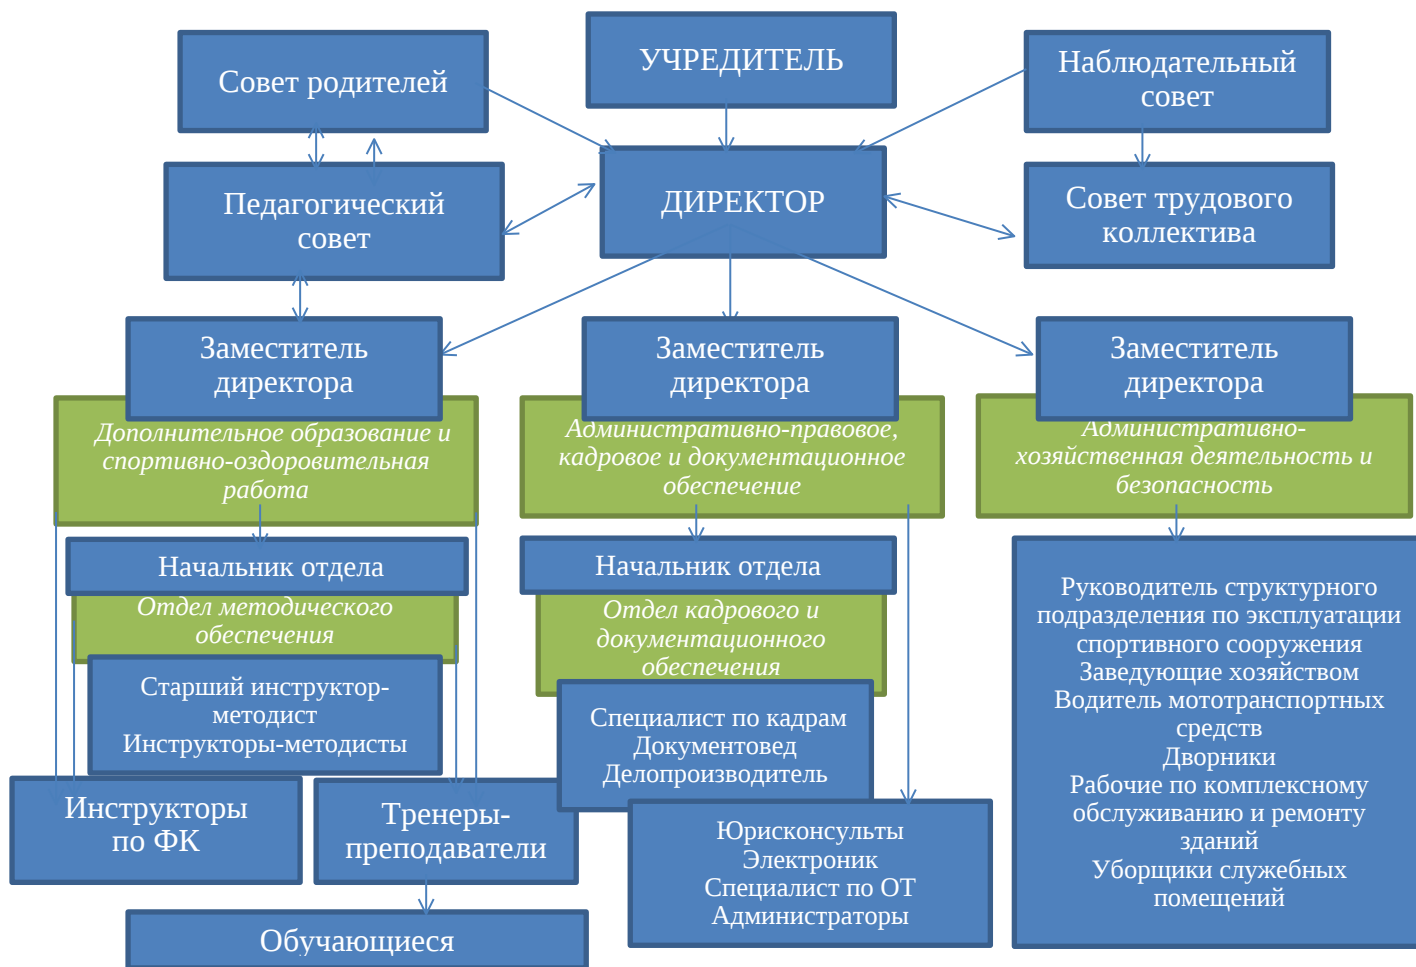 Совет родителей
УЧРЕДИТЕЛЬ
Наблюдательный
совет
Педагогический
совет
ДИРЕКТОР
Совет трудового
коллектива
Заместитель
директора
Заместитель
директора
Заместитель
директора
Дополнительное образование и
спортивно-оздоровительная
работа
Административно-правовое,
кадровое и документационное
обеспечение
Административно-
хозяйственная деятельность и
безопасность
Начальник отдела
Отдел методического
обеспечения
Старший инструктор-
методист
Инструкторы-методисты
Начальник отдела
Отдел кадрового и
документационного
обеспечения
Специалист по кадрам
Документовед
Делопроизводитель
Руководитель структурного
подразделения по эксплуатации
спортивного сооружения
Заведующие хозяйством
Водитель мототранспортных
средств
Дворники
Рабочие по комплексному
обслуживанию и ремонту
зданий
Уборщики служебных
помещений
Инструкторы
по ФК
Тренеры-
преподаватели
Юрисконсульты
Электроник
Специалист по ОТ
Администраторы
Обучающиеся